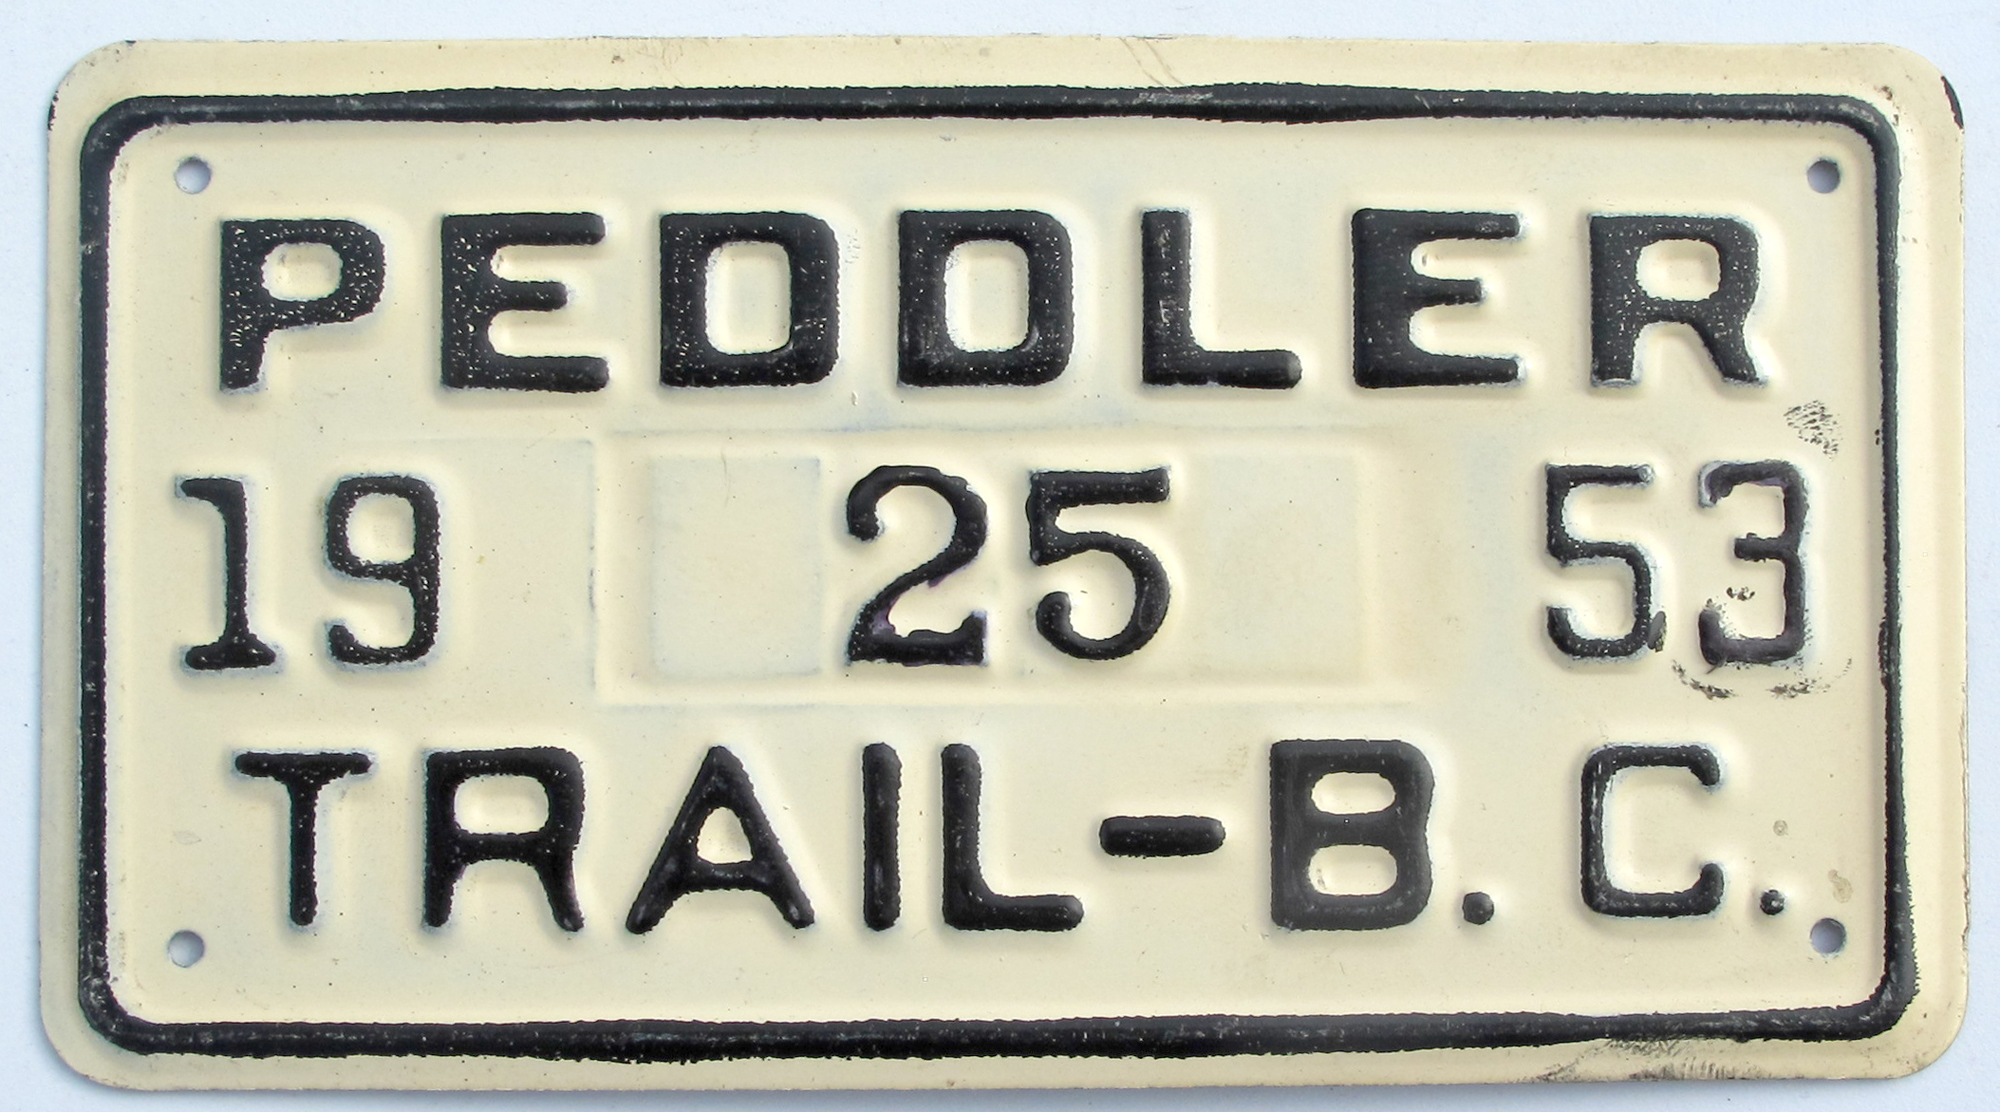 PEDDLER
19 25 53
TRAIL-B.C.